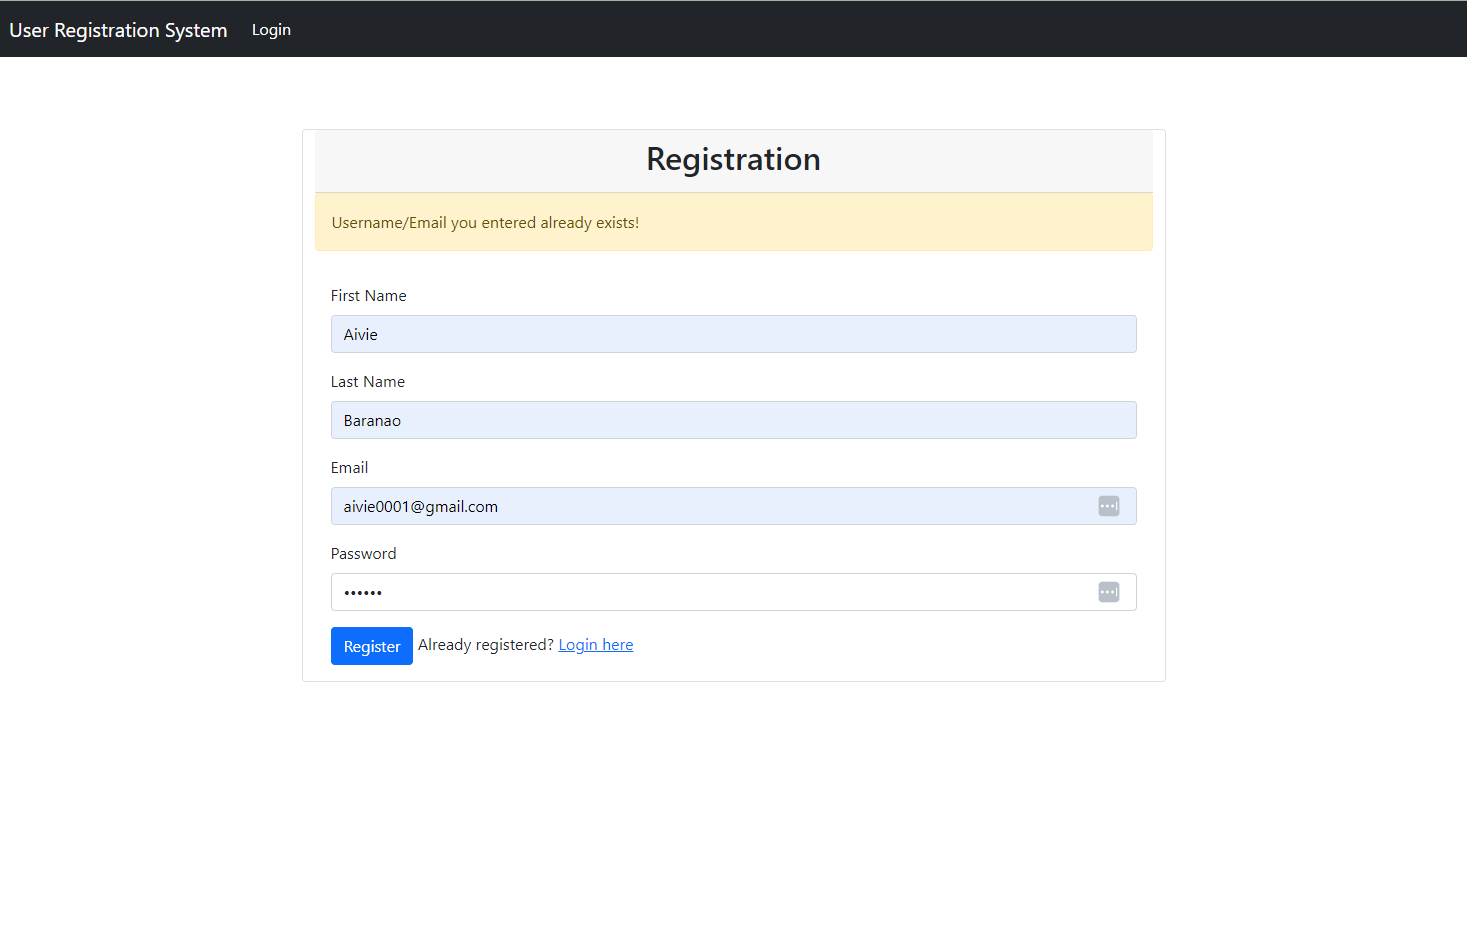 User Registration System Login
Registration
Username/Email you entered already exists!
First Name
Aivie
Last Name
Baranao
Email
aivie0001@gmail.com
Password
••••••
Register Already registered? Login here